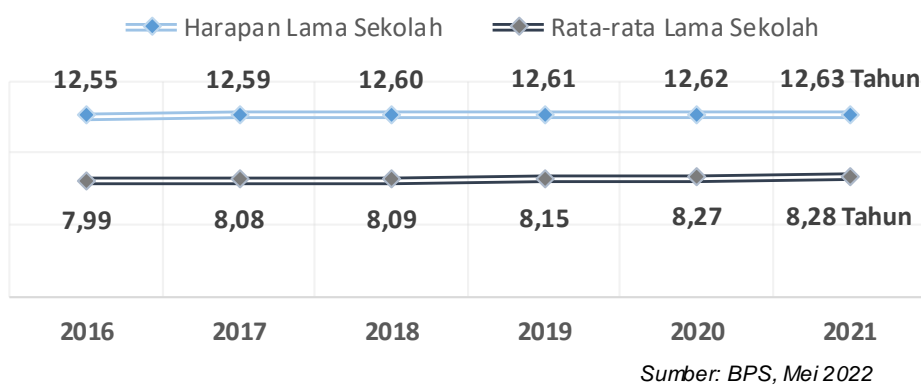 Harapan Lama Sekolah Rata-rata Lama Sekolah
12,55 12,59 12,60 12,61 12,62 12,63 Tahun
7,99 8,08 8,09 8,15 8,27 8,28 Tahun
2016 2017 2018 2019 2020 2021
Sumber: BPS, Mei 2022